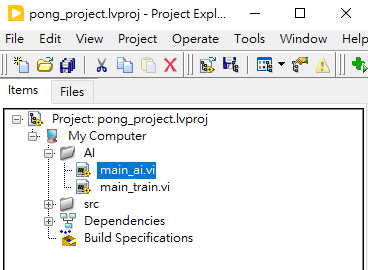 pong_project.lvproj - Project Expl...
File Edit View Project Operate Tools Window Help
Items Files
Project: pong_project.lvproj
My Computer
AI
main_ai.vi
main_train.vi
src
Dependencies
Build Specifications